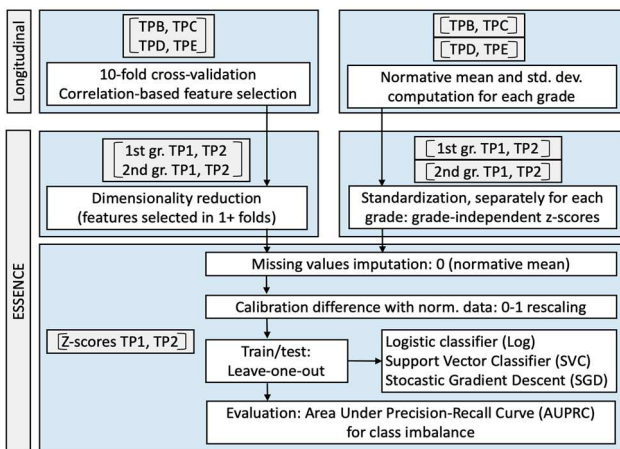 Longitudinal
[TPB, TPC
TPD, TPE]
10-fold cross-validation
Correlation-based feature selection
[TPB, TPC]
[TPD, TPE]
Normative mean and std. dev.
computation for each grade
ESSENCE
[1st gr. TP1, TP2
2nd gr. TP1, TP2]
Dimensionality reduction
(features selected in 1+ folds)
[1st gr. TP1, TP2]
[2nd gr. TP1, TP2]
Standardization, separately for each
grade: grade-independent z-scores
Missing values imputation: 0 (normative mean)
Calibration difference with norm. data: 0-1 rescaling
[Z-scores TP1, TP2]
Train/test:
Leave-one-out
Logistic classifier (Log)
Support Vector Classifier (SVC)
Stocastic Gradient Descent (SGD)
Evaluation: Area Under Precision-Recall Curve (AUPRC)
for class imbalance